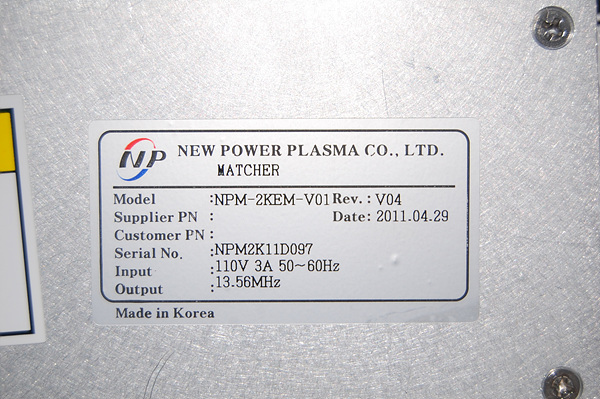 NP NEW POWER PLASMA CO., LTD.
MATCHER
Model :NPM-2KEM-V01 Rev.: V04
Supplier PN : Date: 2011.04.29
Customer PN :
Serial No. :NPM2K11D097
Input :110V 3A 50~60Hz
Output :13.56MHz
Made in Korea